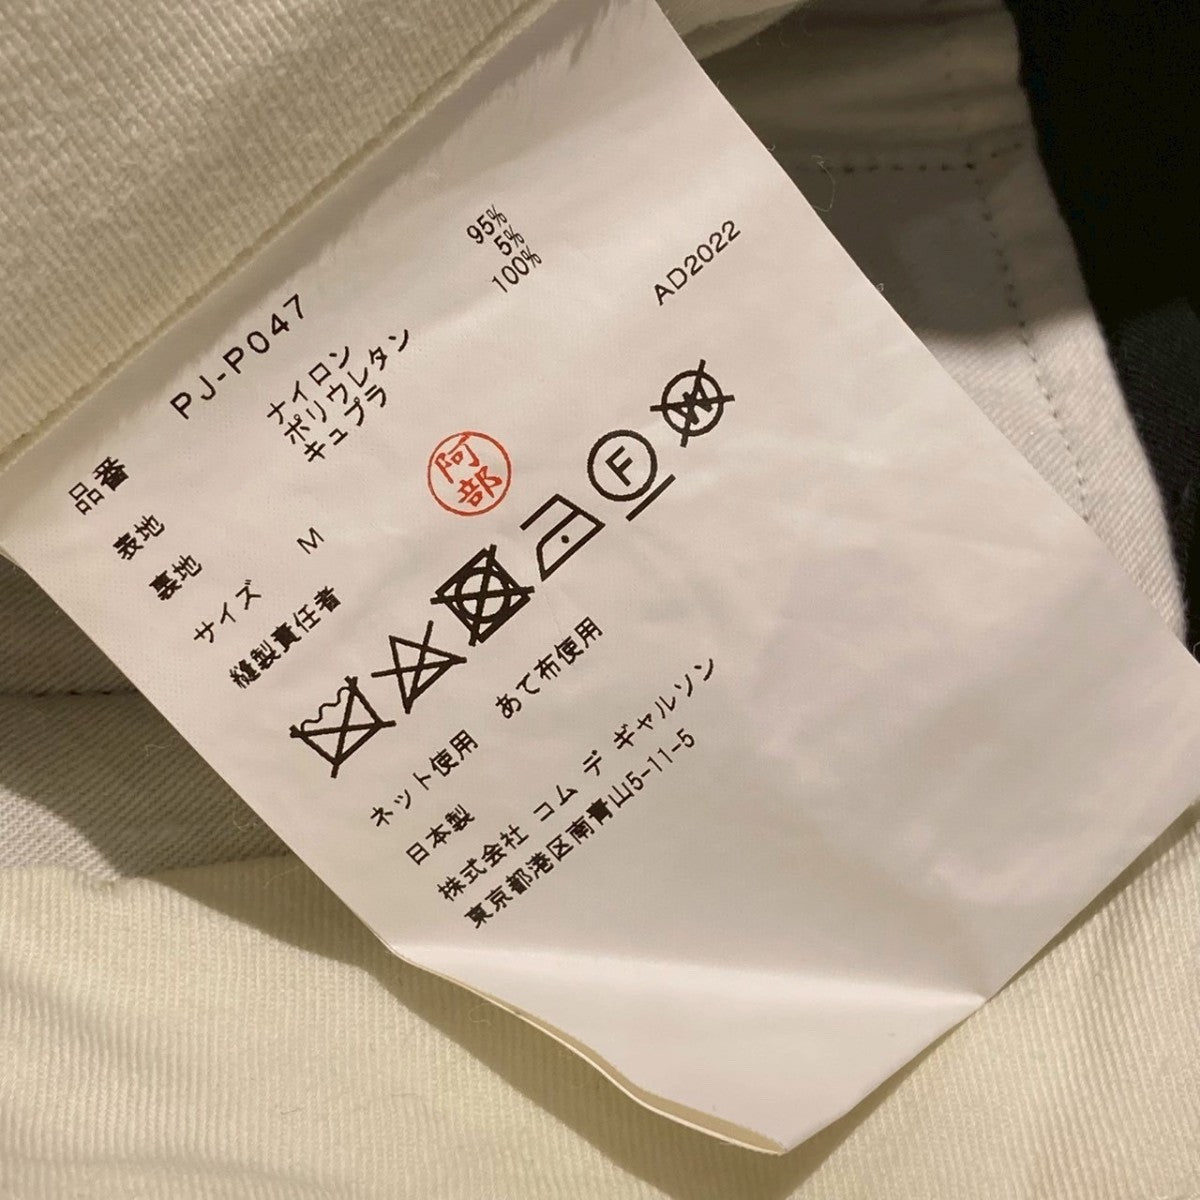 品番 PJ-P047
表地 ナイロン 95%
ポリウレタン 5%
裏地 キュプラ 100%
サイズ M
縫製責任者 阿部
AD2022
F
W
ネット使用 あて布使用
日本製
株式会社 コム デ ギャルソン
東京都港区南青山5-11-5